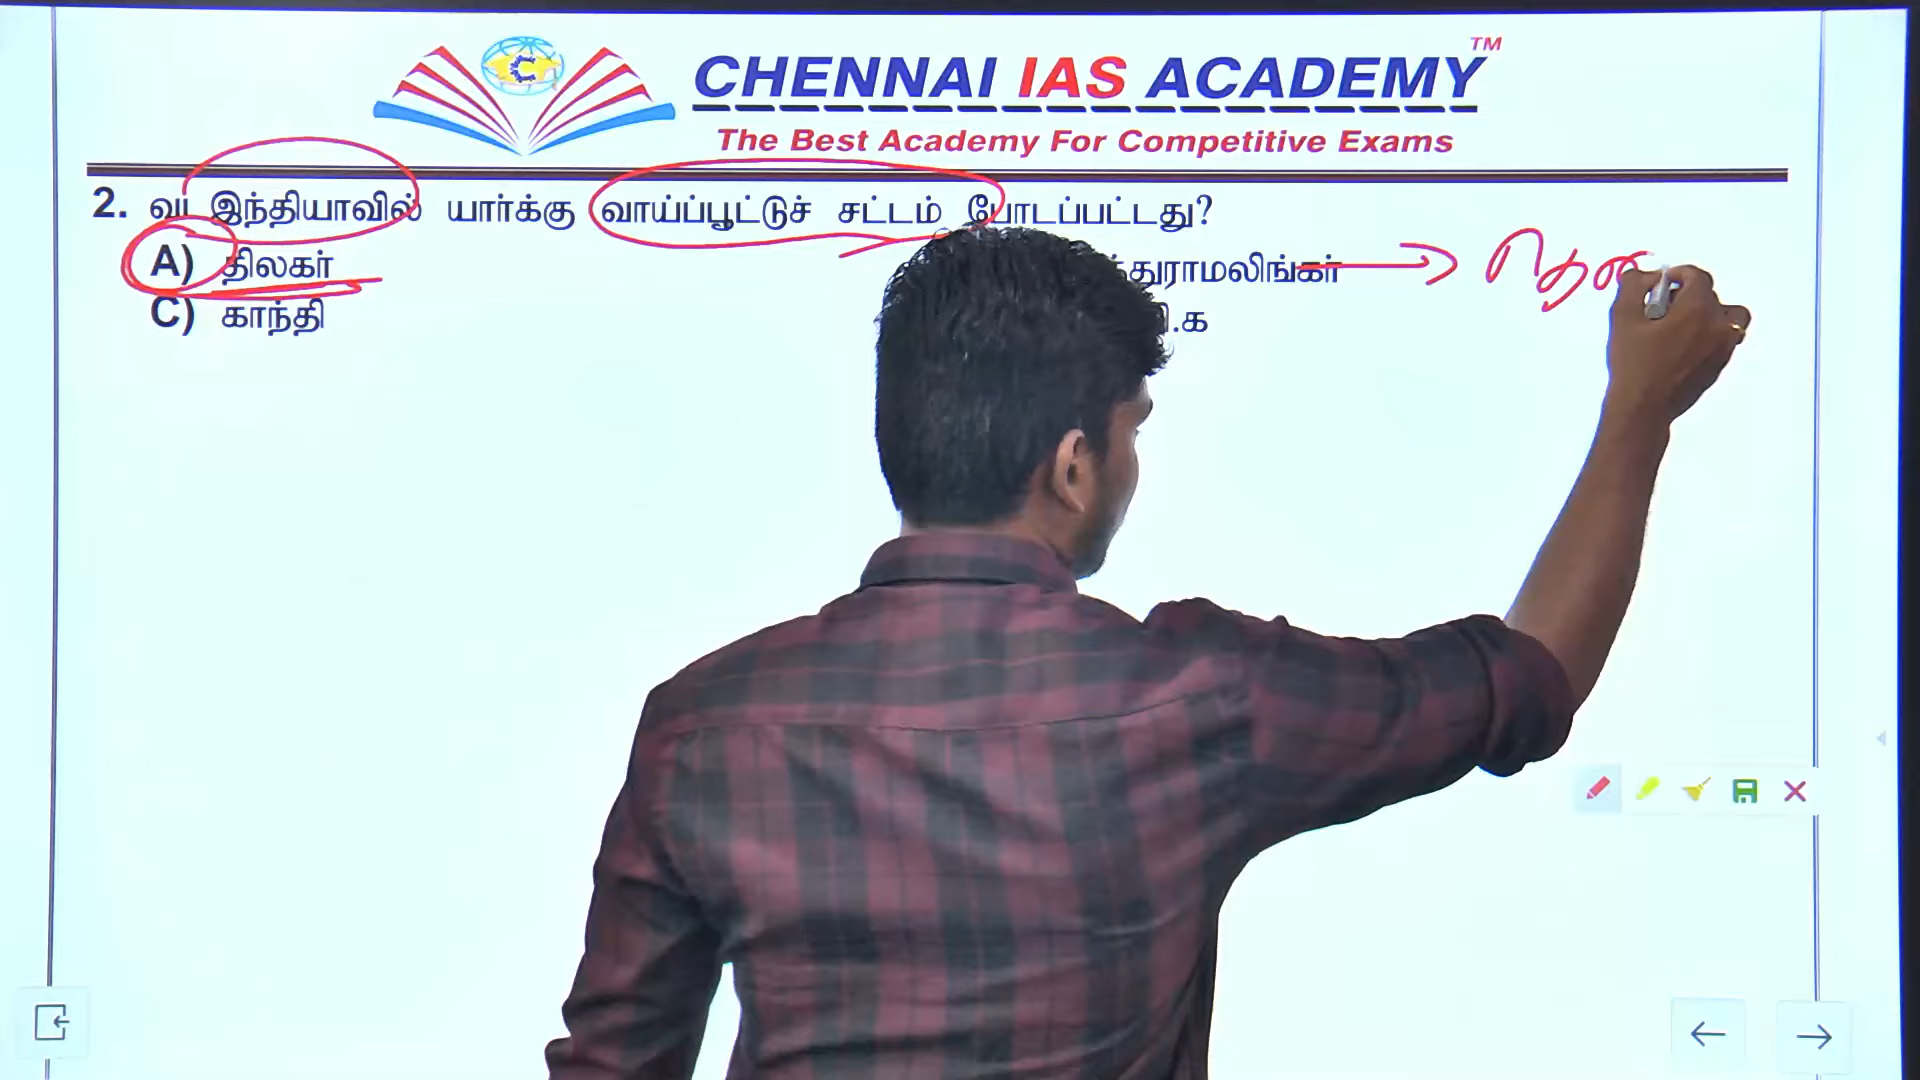 C
CHENNAI IAS ACADEMY TM
The Best Academy For Competitive Exams
2. வட இந்தியாவில் யார்க்கு வாய்ப்பூட்டுச் சட்டம் போடப்பட்டது?
A) திலகர் த்துராமலிங்கர்
C) காந்தி .க